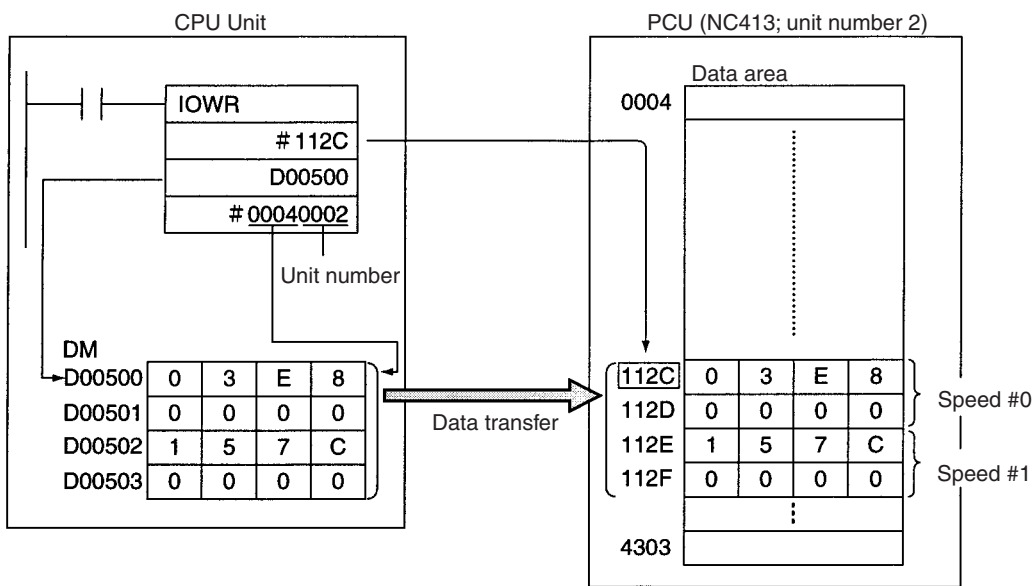 CPU Unit
IOWR
# 112C
D00500
# 00040002
Unit number
DM
D00500 0 3 E 8
D00501 0 0 0 0
D00502 1 5 7 C
D00503 0 0 0 0
Data transfer
PCU (NC413; unit number 2)
Data area
0004
112C 0 3 E 8
112D 0 0 0 0
112E 1 5 7 C
112F 0 0 0 0
4303
Speed #0
Speed #1